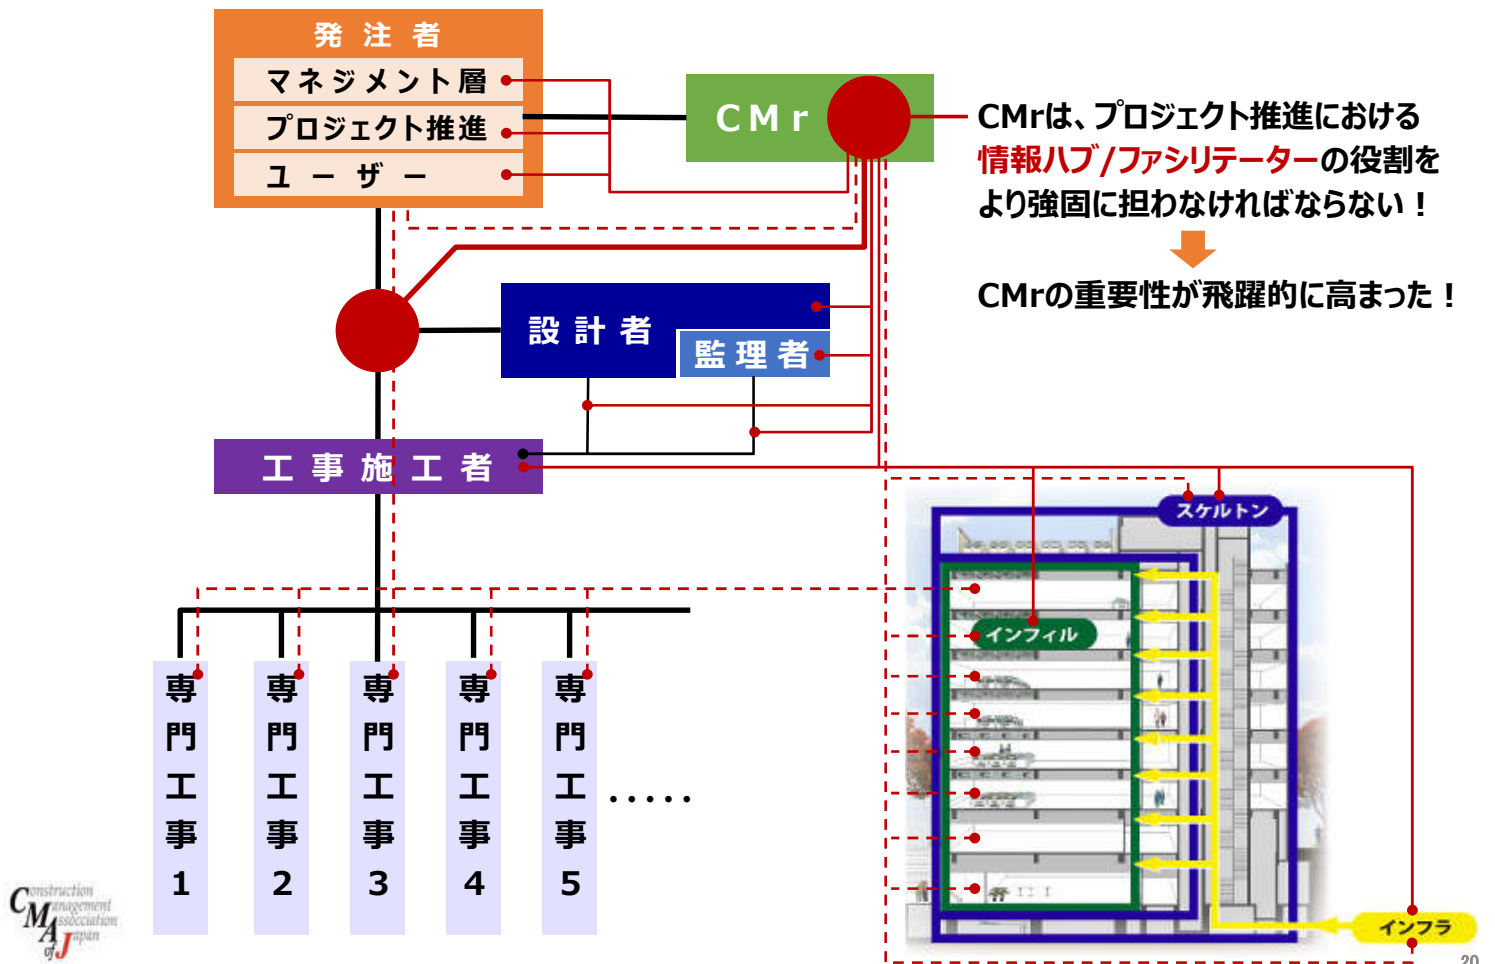 発注者
マネジメント層
プロジェクト推進
ユーザー
CMr
CMrは、プロジェクト推進における
情報ハブ/ファシリテーターの役割を
より強固に担わなければならない！
CMrの重要性が飛躍的に高まった！
設計者
監理者
工事施工者
スケルトン
インフィル
インフラ
専門工事1
専門工事2
専門工事3
専門工事4
専門工事5
.....
Construction
Management
Association
of Japan
20